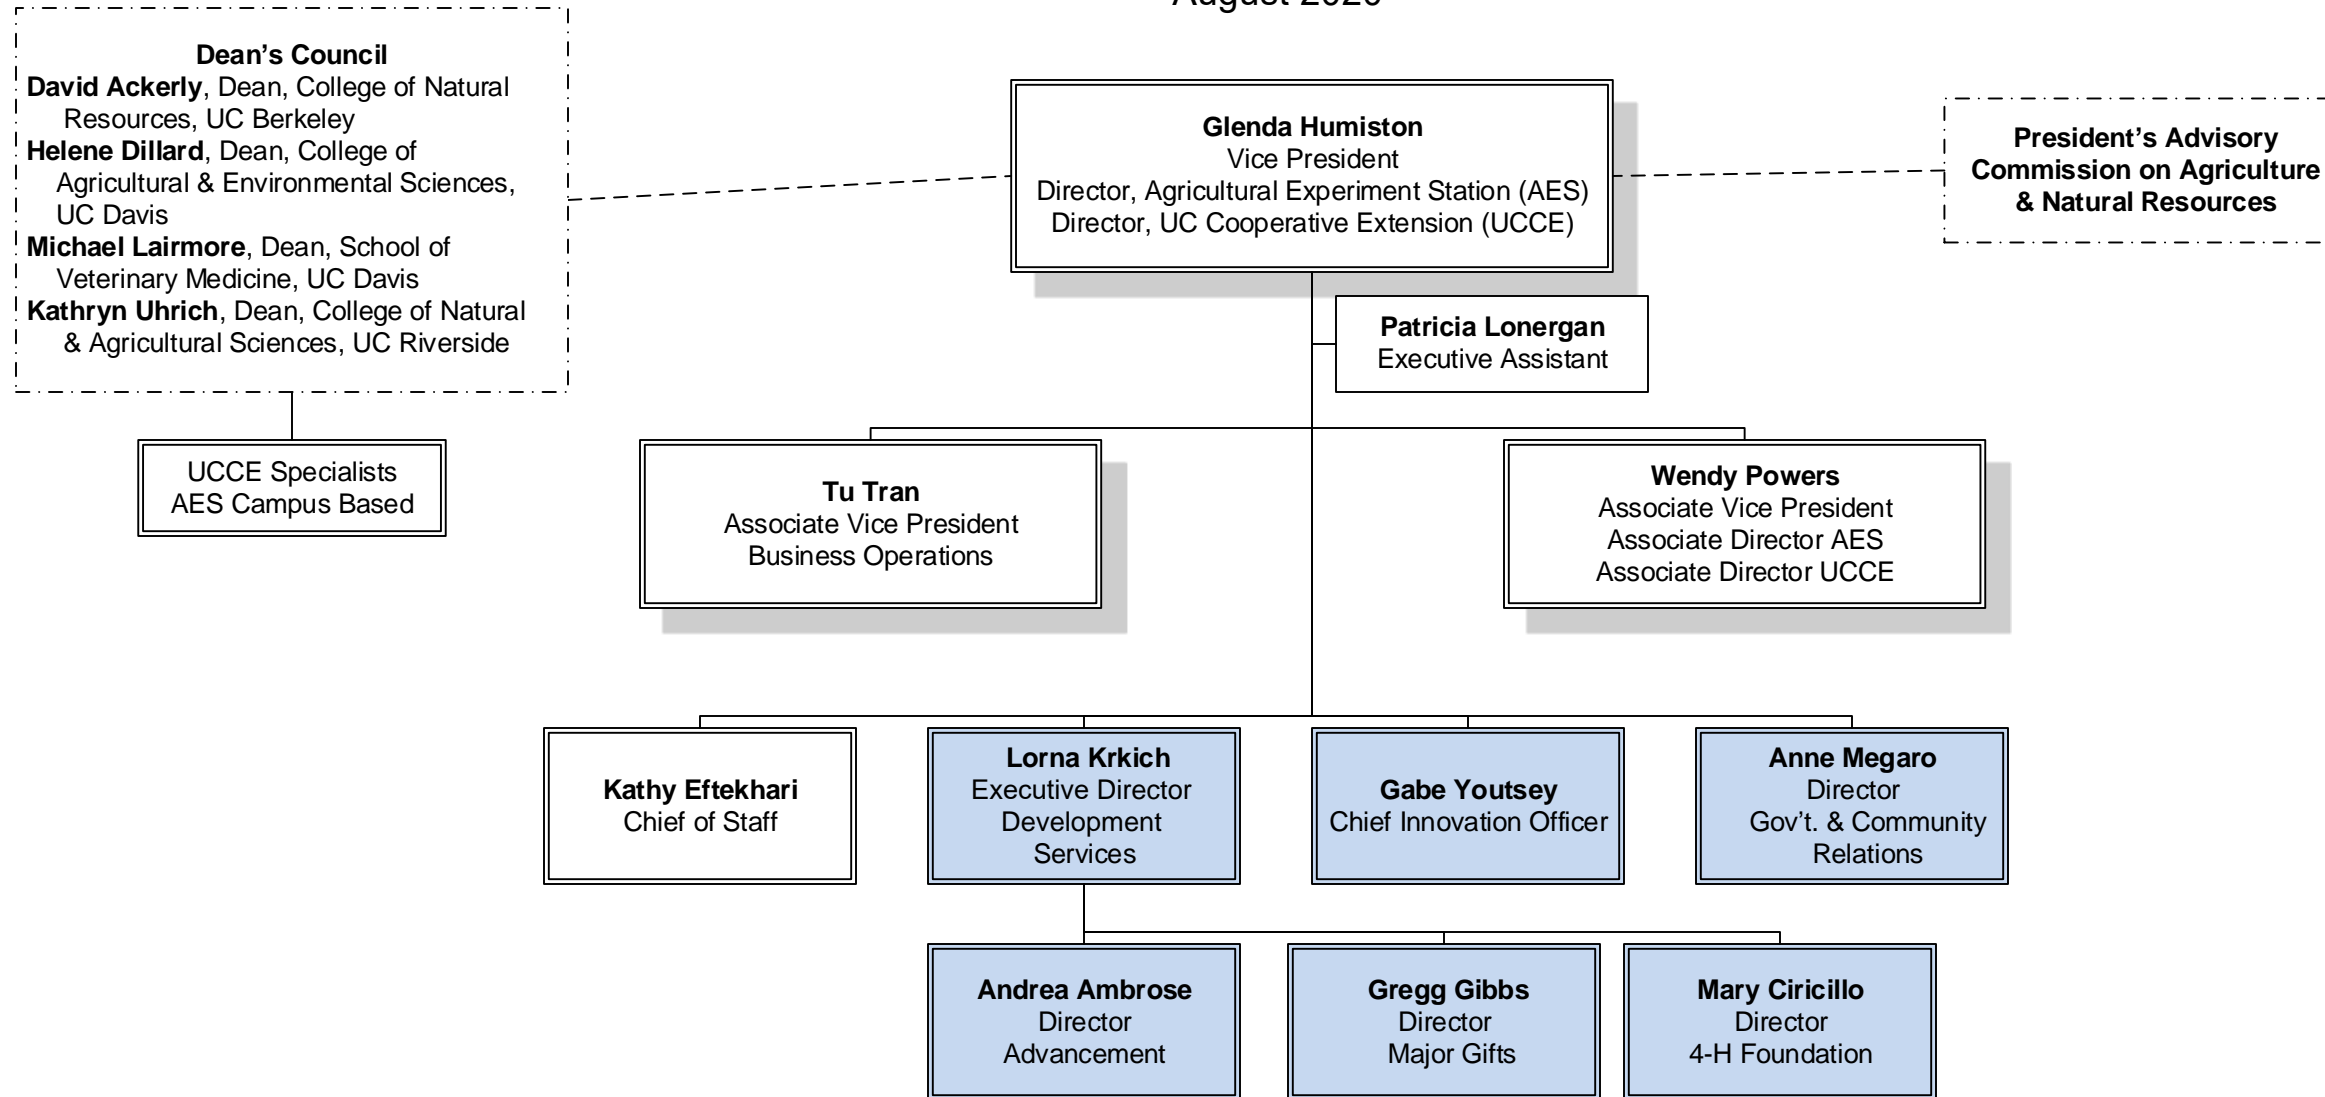 Dean’s Council
David Ackerly, Dean, College of Natural
Resources, UC Berkeley
Helene Dillard, Dean, College of
Agricultural & Environmental Sciences,
UC Davis
Michael Lairmore, Dean, School of
Veterinary Medicine, UC Davis
Kathryn Uhrich, Dean, College of Natural
& Agricultural Sciences, UC Riverside
Glenda Humiston
Vice President
Director, Agricultural Experiment Station (AES)
Director, UC Cooperative Extension (UCCE)
President’s Advisory
Commission on Agriculture
& Natural Resources
Patricia Lonergan
Executive Assistant
UCCE Specialists
AES Campus Based
Tu Tran
Associate Vice President
Business Operations
Wendy Powers
Associate Vice President
Associate Director AES
Associate Director UCCE
Kathy Eftekhari
Chief of Staff
Lorna Krkich
Executive Director
Development
Services
Gabe Youtsey
Chief Innovation Officer
Anne Megaro
Director
Gov’t. & Community
Relations
Andrea Ambrose
Director
Advancement
Gregg Gibbs
Director
Major Gifts
Mary Ciricillo
Director
4-H Foundation